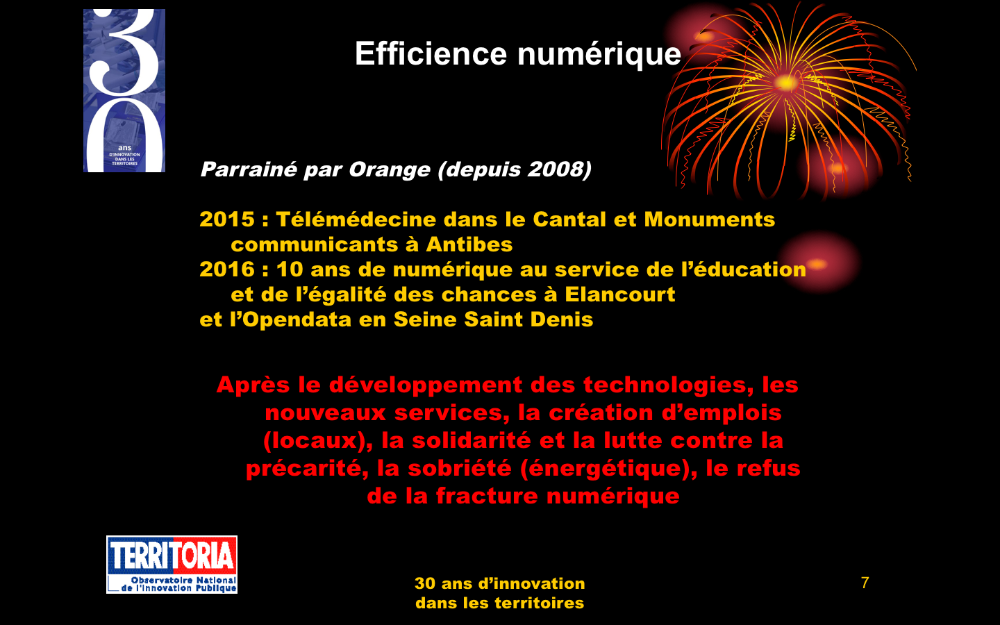 30
ans
D'INNOVATION
DANS LES
TERRITOIRES
Efficience numérique
Parrainé par Orange (depuis 2008)
2015 : Télémédecine dans le Cantal et Monuments
communicants à Antibes
2016 : 10 ans de numérique au service de l’éducation
et de l’égalité des chances à Elancourt
et l’Opendata en Seine Saint Denis
Après le développement des technologies, les
nouveaux services, la création d’emplois
(locaux), la solidarité et la lutte contre la
précarité, la sobriété (énergétique), le refus
de la fracture numérique
TERRITORIA
Observatoire National
de l'Innovation Publique
30 ans d’innovation
dans les territoires
7